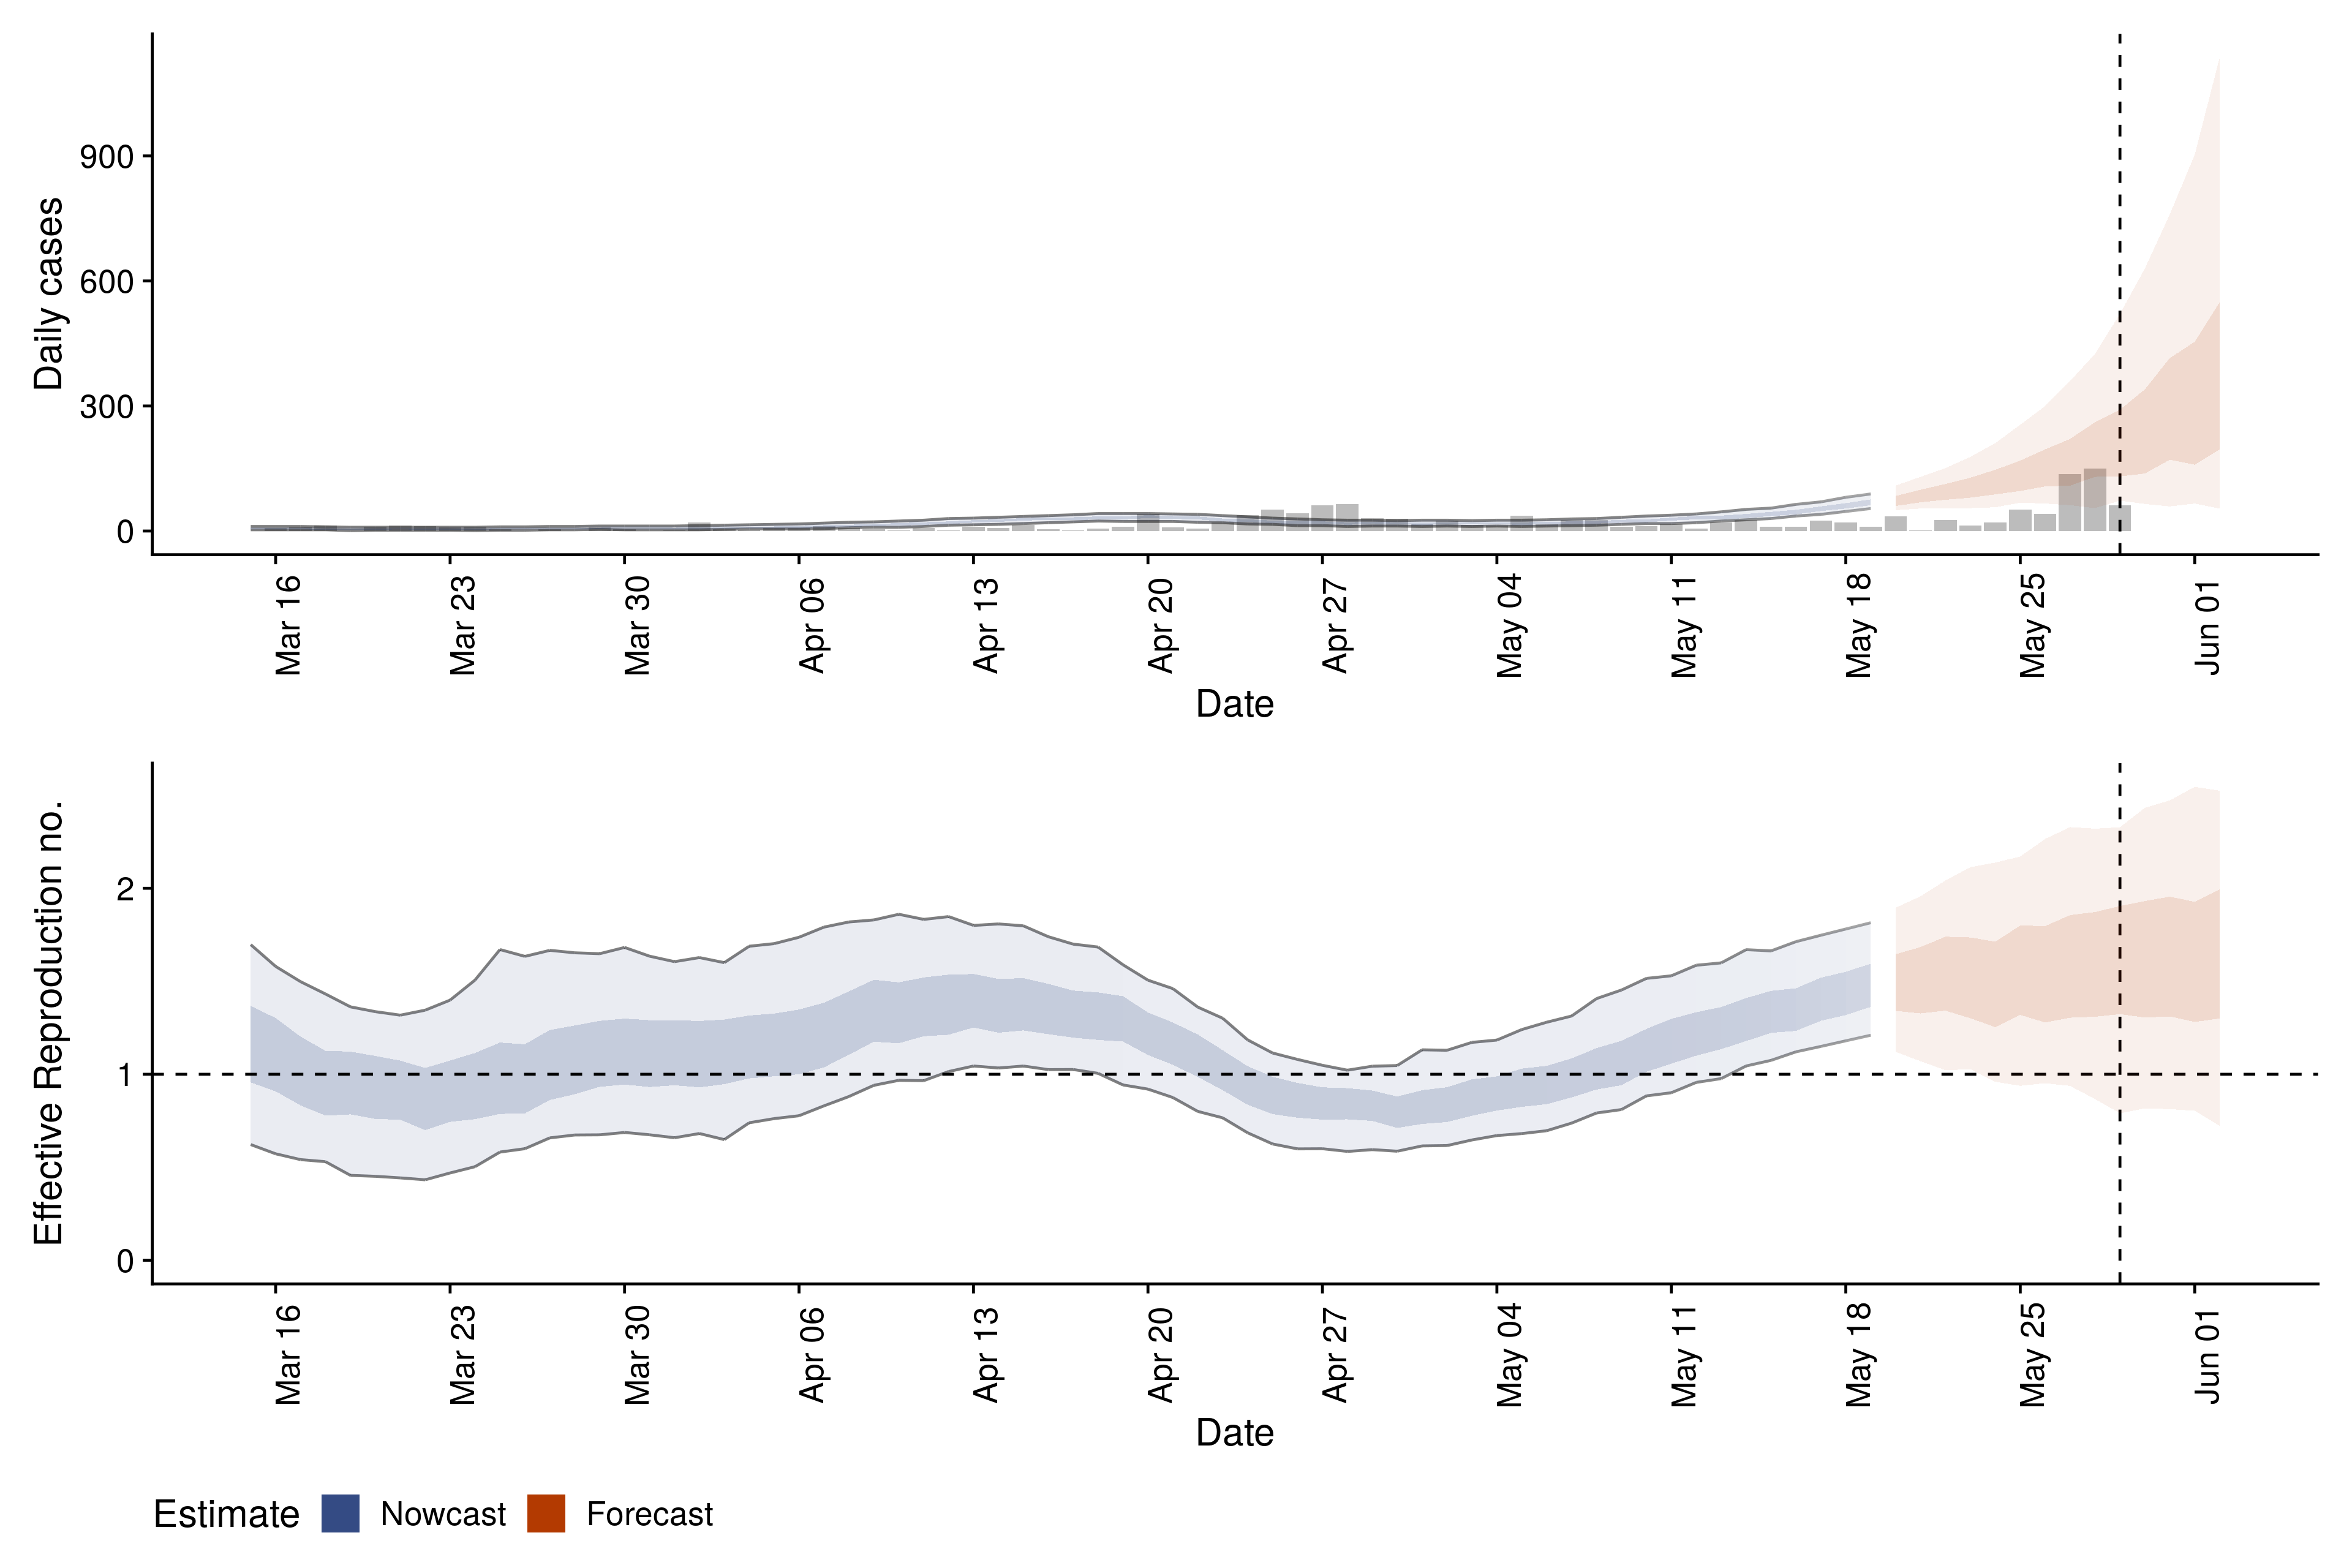 Daily cases
900
600
300
0
Mar 16
Mar 23
Mar 30
Apr 06
Apr 13
Apr 20
Apr 27
May 04
May 11
May 18
May 25
Jun 01
Date
Effective Reproduction no.
2
1
0
Mar 16
Mar 23
Mar 30
Apr 06
Apr 13
Apr 20
Apr 27
May 04
May 11
May 18
May 25
Jun 01
Date
Estimate Nowcast Forecast